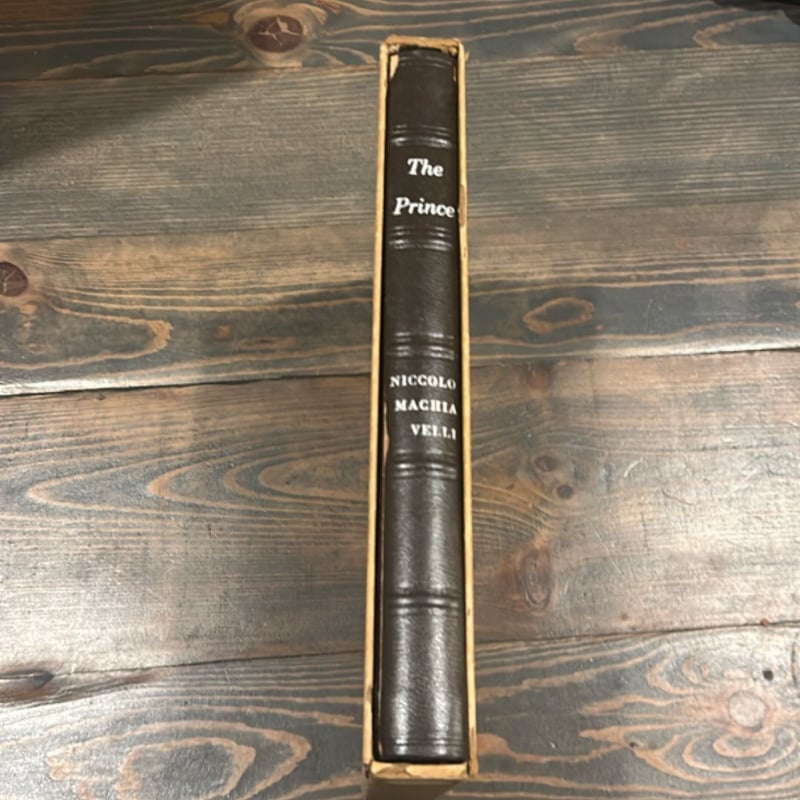 The
Prince
NICCOLO
MACHIA
VELLI